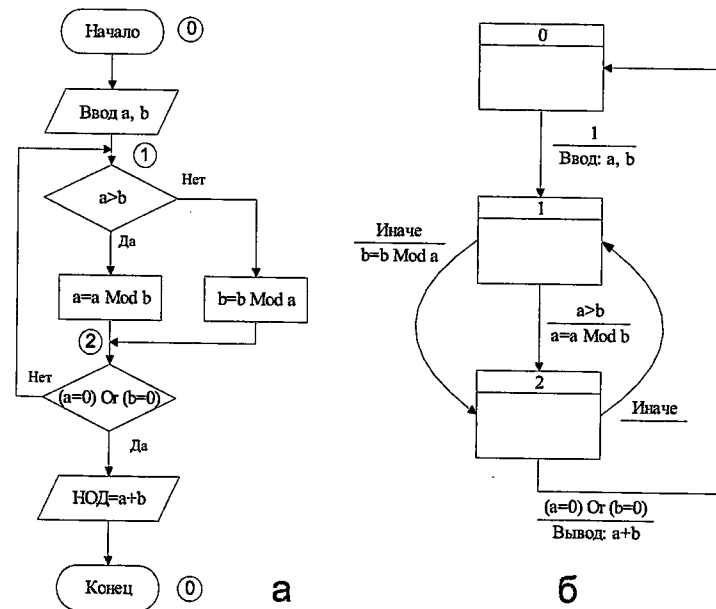 Начало
0
Ввод a, b
1
a>b
Нет
Да
a=a Mod b
b=b Mod a
2
Нет
(a=0) Or (b=0)
Да
НОД=a+b
Конец
0
а
0
1
Ввод: a, b
1
Иначе
b=b Mod a
a>b
a=a Mod b
2
Иначе
(a=0) Or (b=0)
Вывод: a+b
б